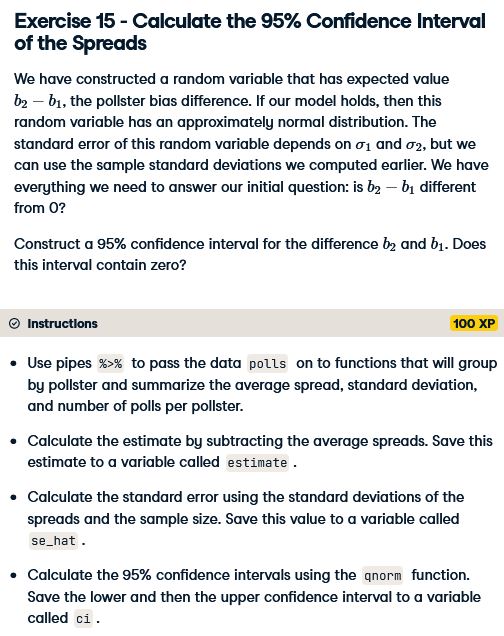 Exercise 15 - Calculate the 95% Confidence Interval
of the Spreads
We have constructed a random variable that has expected value
b₂ − b₁, the pollster bias difference. If our model holds, then this
random variable has an approximately normal distribution. The
standard error of this random variable depends on σ₁ and σ₂, but we
can use the sample standard deviations we computed earlier. We have
everything we need to answer our initial question: is b₂ − b₁ different
from 0?
Construct a 95% confidence interval for the difference b₂ and b₁. Does
this interval contain zero?
Instructions 100 XP
• Use pipes %>% to pass the data polls on to functions that will group
by pollster and summarize the average spread, standard deviation,
and number of polls per pollster.
• Calculate the estimate by subtracting the average spreads. Save this
estimate to a variable called estimate .
• Calculate the standard error using the standard deviations of the
spreads and the sample size. Save this value to a variable called
se_hat .
• Calculate the 95% confidence intervals using the qnorm function.
Save the lower and then the upper confidence interval to a variable
called ci .